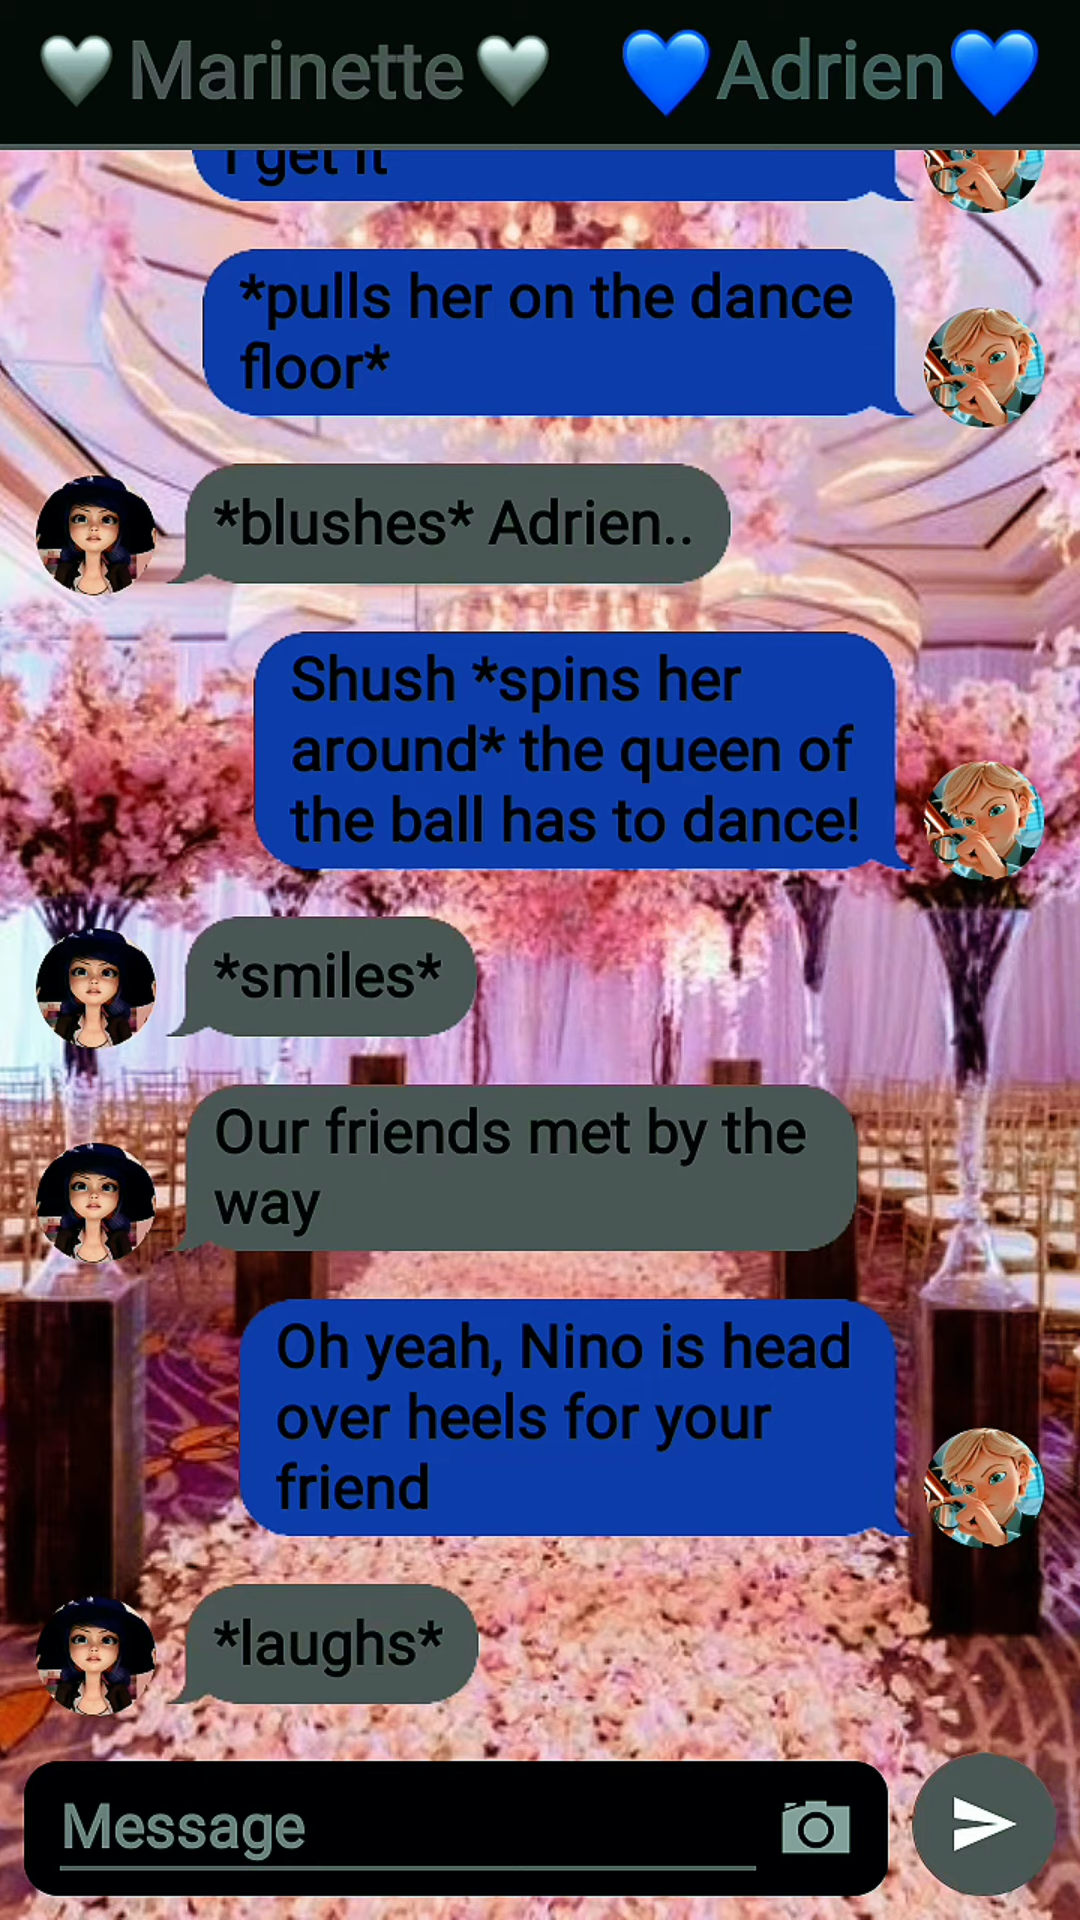 🤍Marinette🤍 💙Adrien💙
I get it
*pulls her on the dance
floor*
*blushes* Adrien..
Shush *spins her
around* the queen of
the ball has to dance!
*smiles*
Our friends met by the
way
Oh yeah, Nino is head
over heels for your
friend
*laughs*
Message